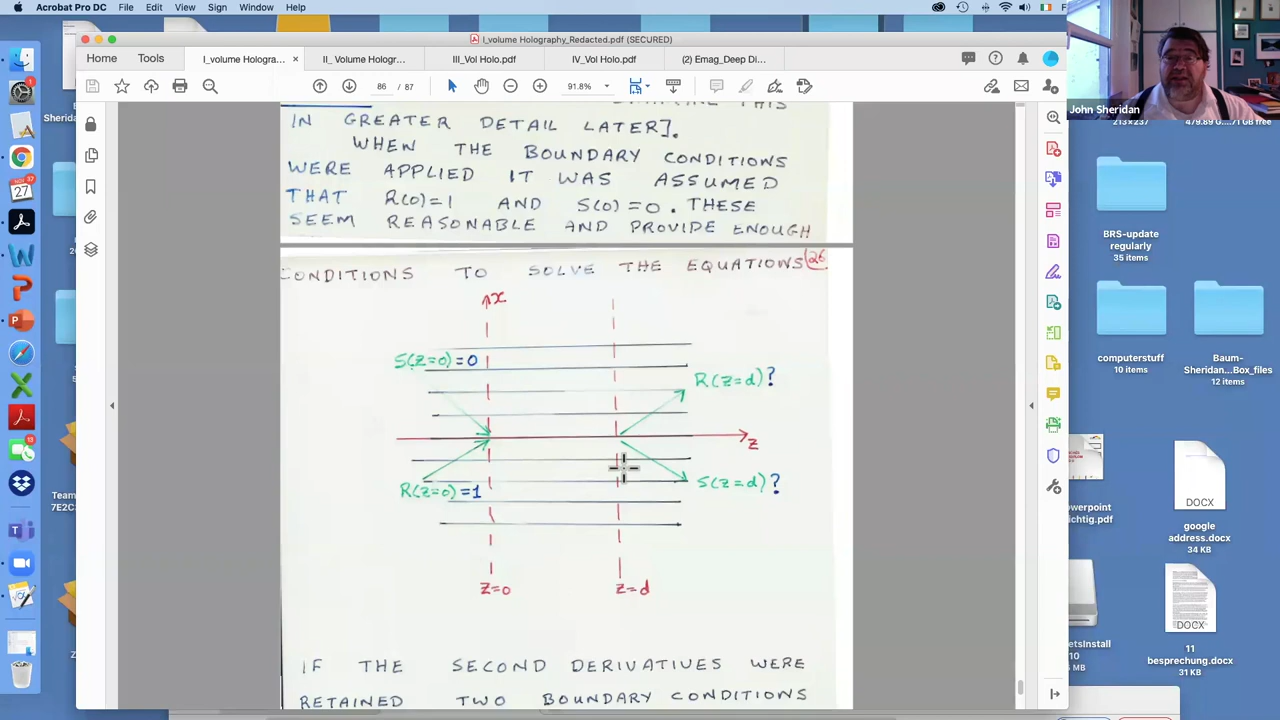 Acrobat Pro DC File Edit View Sign Window Help
I_volume Holography_Redacted.pdf (SECURED)
Home Tools I_volume Hologra... × II_ Volume Hologr... III_Vol Holo.pdf IV_Vol Holo.pdf (2) Emag_Deep Di...
86 / 87 91.8%
IN GREATER DETAIL LATER].
WHEN THE BOUNDARY CONDITIONS
WERE APPLIED IT WAS ASSUMED
THAT R(0)=1 AND S(0)=0. THESE
SEEM REASONABLE AND PROVIDE ENOUGH
CONDITIONS TO SOLVE THE EQUATIONS 26
x
S(z=0)=0
R(z=d)?
z
R(z=0)=1
S(z=d)?
z=0
z=d
IF THE SECOND DERIVATIVES WERE
RETAINED TWO BOUNDARY CONDITIONS
John Sheridan
BRS-update
regularly
35 items
computerstuff
10 items
Baum-
Sheridan...Box_files
12 items
DOCX
google
address.docx
34 KB
DOCX
11
besprechung.docx
31 KB